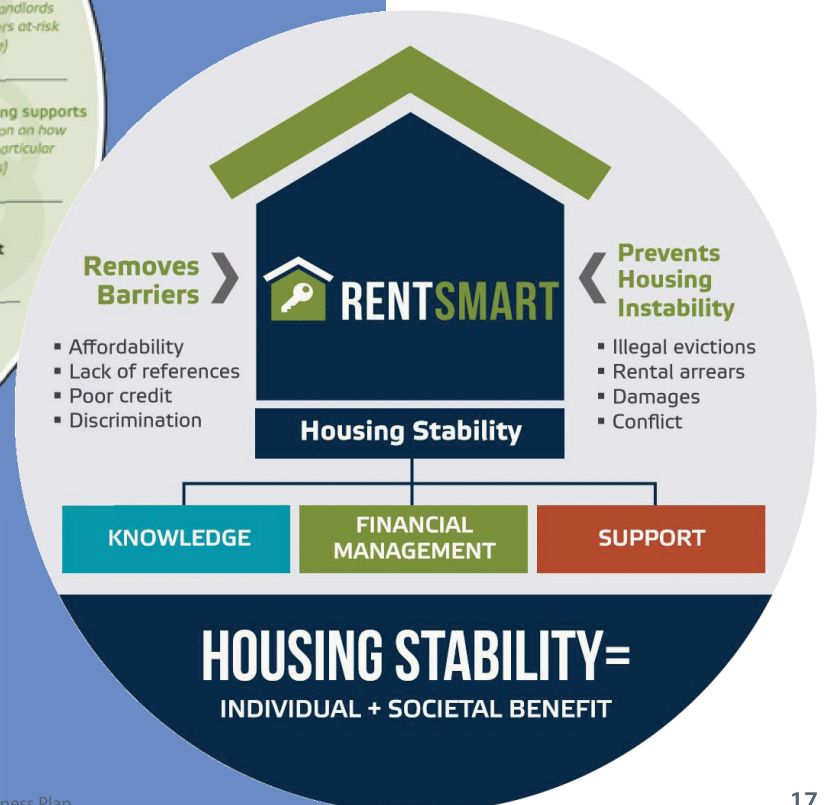 andlords
ers at-risk
ng supports
on on how
articular
RENTSMART
Removes
Barriers
▪ Affordability
▪ Lack of references
▪ Poor credit
▪ Discrimination
Prevents
Housing
Instability
▪ Illegal evictions
▪ Rental arrears
▪ Damages
▪ Conflict
Housing Stability
KNOWLEDGE
FINANCIAL
MANAGEMENT
SUPPORT
HOUSING STABILITY=
INDIVIDUAL + SOCIETAL BENEFIT
ness Plan
17